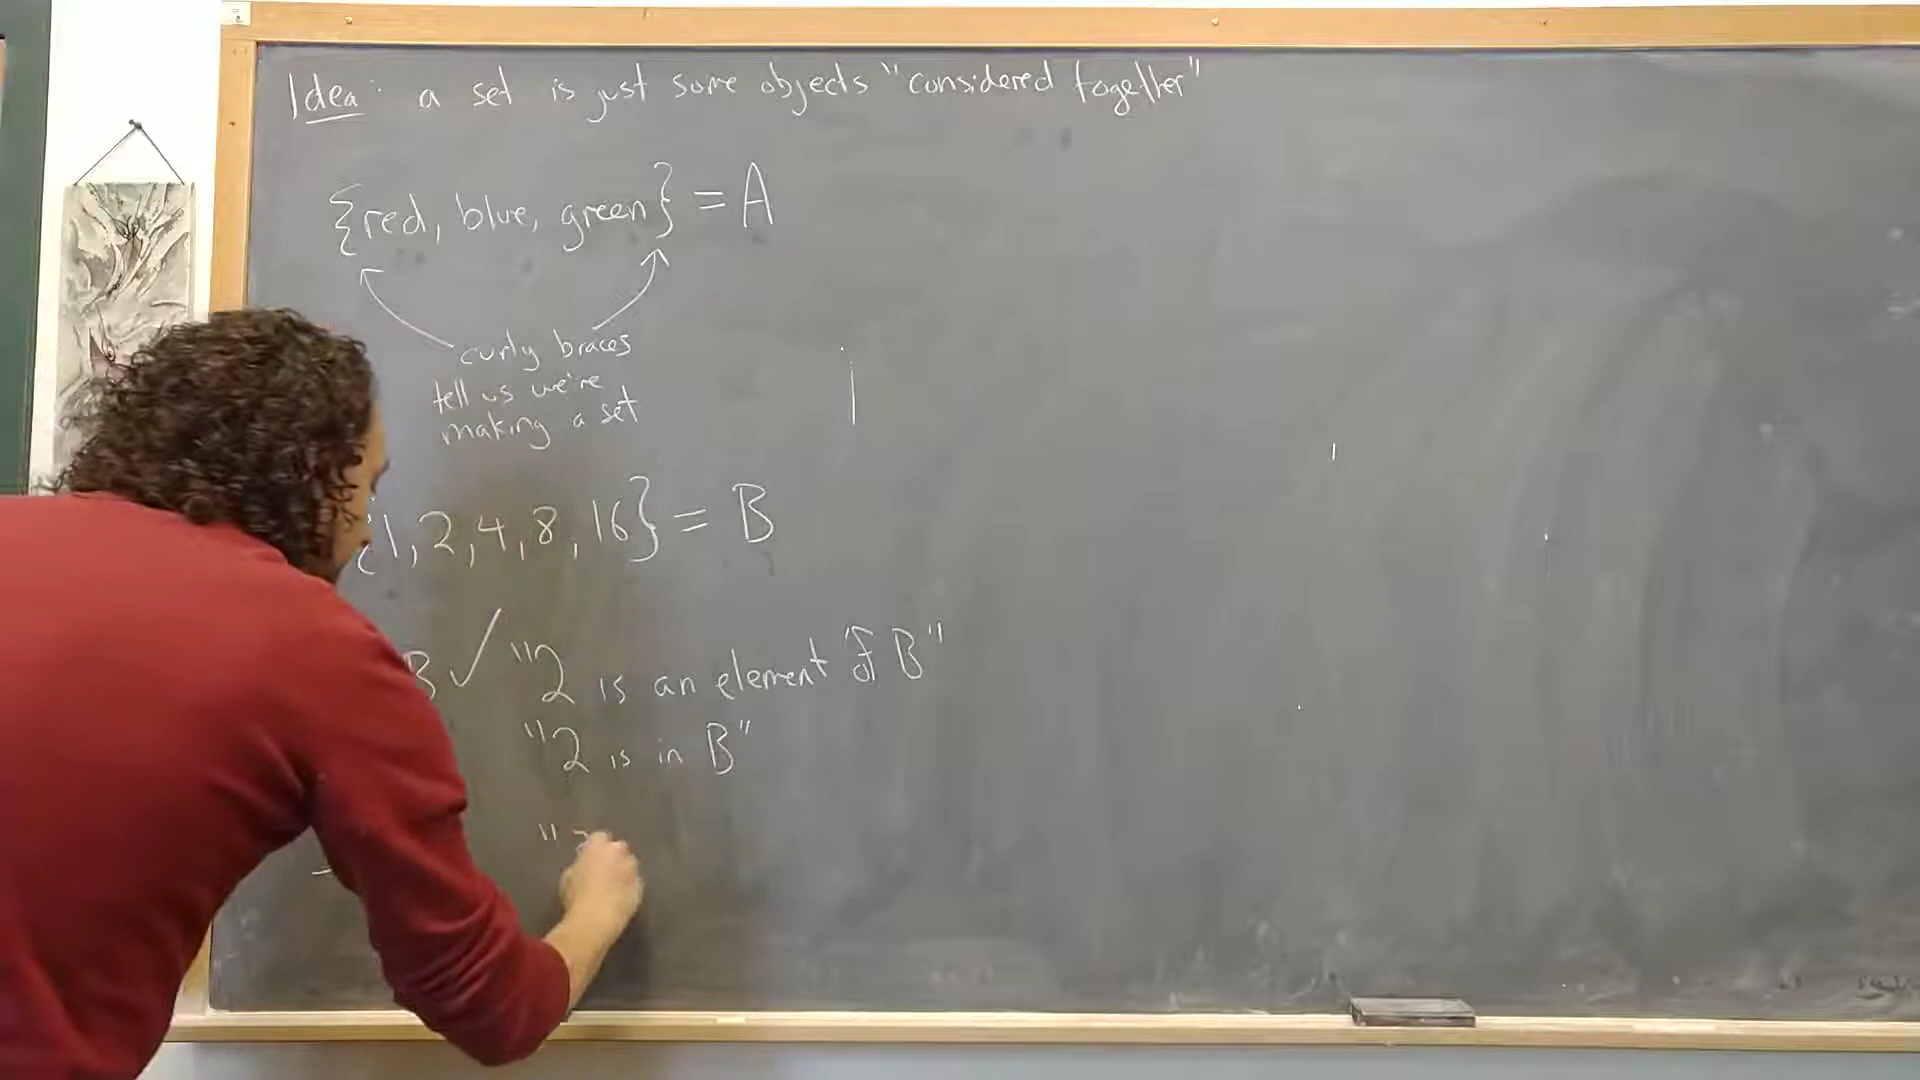 Idea: a set is just some objects "considered together"
{red, blue, green} = A
curly braces
tell us we're
making a set
{1, 2, 4, 8, 16} = B
B ✓ "2 is an element of B"
"2 is in B"
"